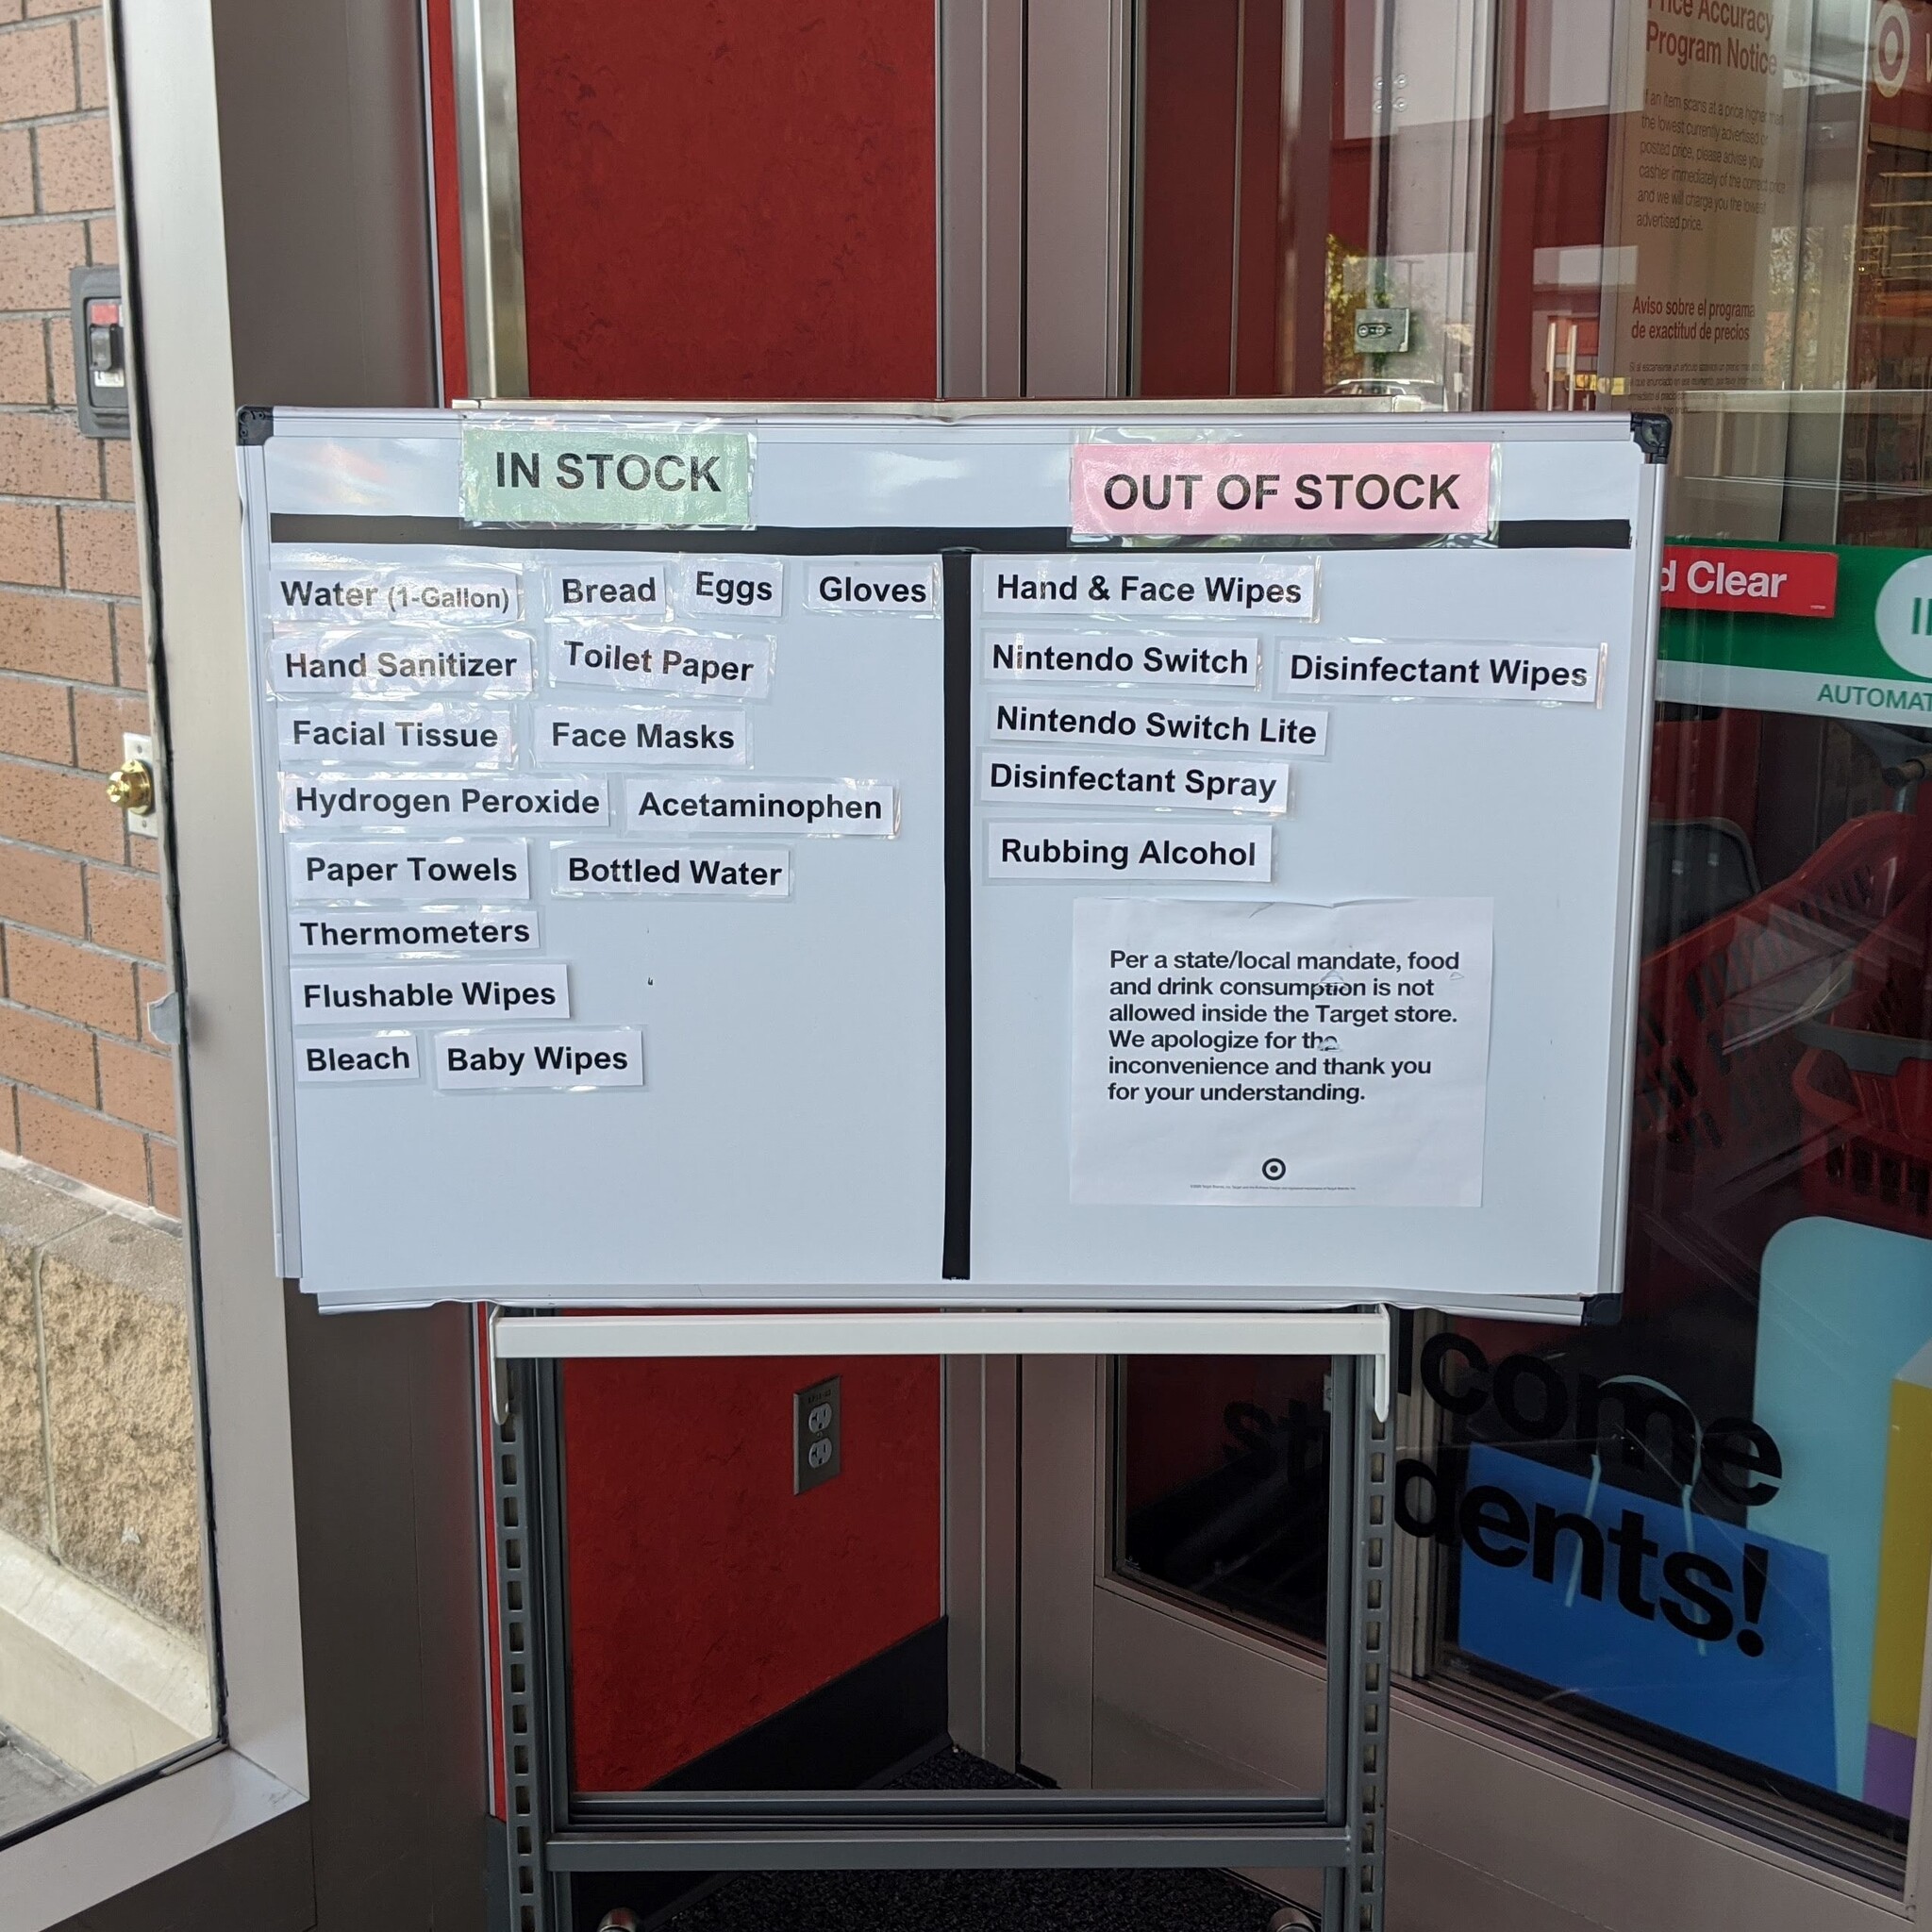 Price Accuracy
Program Notice
If an item scans at a price higher than
the lowest currently advertised or
posted price, please advise your
cashier immediately of the correct price
and we will charge you the lowest
advertised price.
Aviso sobre el programa
de exactitud de precios
IN STOCK
OUT OF STOCK
Water (1-Gallon) Bread Eggs Gloves
Hand Sanitizer Toilet Paper
Facial Tissue Face Masks
Hydrogen Peroxide Acetaminophen
Paper Towels Bottled Water
Thermometers
Flushable Wipes
Bleach Baby Wipes
Hand & Face Wipes
Nintendo Switch Disinfectant Wipes
Nintendo Switch Lite
Disinfectant Spray
Rubbing Alcohol
Per a state/local mandate, food
and drink consumption is not
allowed inside the Target store.
We apologize for the
inconvenience and thank you
for your understanding.
d Clear
AUTOMAT
lcome
st dents!